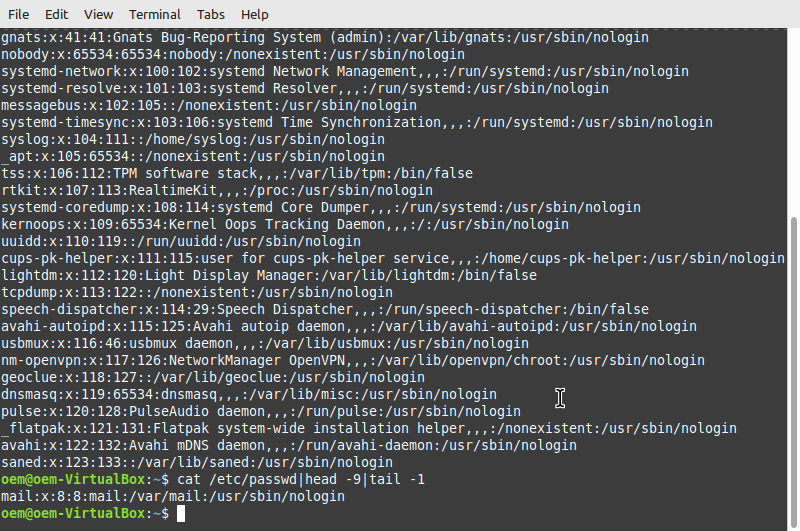 File Edit View Terminal Tabs Help
gnats:x:41:41:Gnats Bug-Reporting System (admin):/var/lib/gnats:/usr/sbin/nologin
nobody:x:65534:65534:nobody:/nonexistent:/usr/sbin/nologin
systemd-network:x:100:102:systemd Network Management,,,:/run/systemd:/usr/sbin/nologin
systemd-resolve:x:101:103:systemd Resolver,,,:/run/systemd:/usr/sbin/nologin
messagebus:x:102:105::/nonexistent:/usr/sbin/nologin
systemd-timesync:x:103:106:systemd Time Synchronization,,,:/run/systemd:/usr/sbin/nologin
syslog:x:104:111::/home/syslog:/usr/sbin/nologin
_apt:x:105:65534::/nonexistent:/usr/sbin/nologin
tss:x:106:112:TPM software stack,,,:/var/lib/tpm:/bin/false
rtkit:x:107:113:RealtimeKit,,,:/proc:/usr/sbin/nologin
systemd-coredump:x:108:114:systemd Core Dumper,,,:/run/systemd:/usr/sbin/nologin
kernoops:x:109:65534:Kernel Oops Tracking Daemon,,,:/:/usr/sbin/nologin
uuidd:x:110:119::/run/uuidd:/usr/sbin/nologin
cups-pk-helper:x:111:115:user for cups-pk-helper service,,,:/home/cups-pk-helper:/usr/sbin/nologin
lightdm:x:112:120:Light Display Manager:/var/lib/lightdm:/bin/false
tcpdump:x:113:122::/nonexistent:/usr/sbin/nologin
speech-dispatcher:x:114:29:Speech Dispatcher,,,:/run/speech-dispatcher:/bin/false
avahi-autoipd:x:115:125:Avahi autoip daemon,,,:/var/lib/avahi-autoipd:/usr/sbin/nologin
usbmux:x:116:46:usbmux daemon,,,:/var/lib/usbmux:/usr/sbin/nologin
nm-openvpn:x:117:126:NetworkManager OpenVPN,,,:/var/lib/openvpn/chroot:/usr/sbin/nologin
geoclue:x:118:127::/var/lib/geoclue:/usr/sbin/nologin
dnsmasq:x:119:65534:dnsmasq,,,:/var/lib/misc:/usr/sbin/nologin
pulse:x:120:128:PulseAudio daemon,,,:/run/pulse:/usr/sbin/nologin
_flatpak:x:121:131:Flatpak system-wide installation helper,,,:/nonexistent:/usr/sbin/nologin
avahi:x:122:132:Avahi mDNS daemon,,,:/run/avahi-daemon:/usr/sbin/nologin
saned:x:123:133::/var/lib/saned:/usr/sbin/nologin
oem@oem-VirtualBox:~$ cat /etc/passwd|head -9|tail -1
mail:x:8:8:mail:/var/mail:/usr/sbin/nologin
oem@oem-VirtualBox:~$